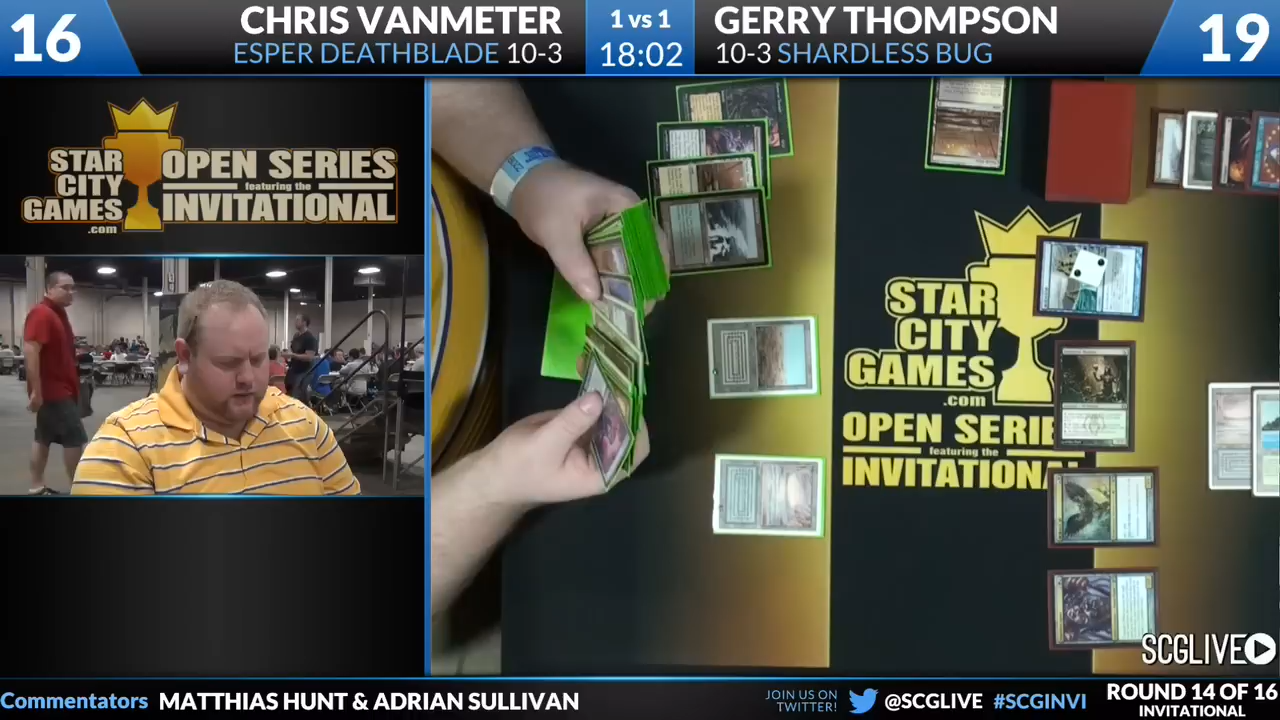 16
CHRIS VANMETER
ESPER DEATHBLADE 10-3
1 vs 1
18:02
GERRY THOMPSON
10-3 SHARDLESS BUG
19
STAR
CITY
GAMES
.com
OPEN SERIES
featuring the
INVITATIONAL
STAR
CITY
GAMES
.com
OPEN SERIE
featuring the
INVITATIONA
SCGLIVE
Commentators MATTHIAS HUNT & ADRIAN SULLIVAN
JOIN US ON
TWITTER!
@SCGLIVE #SCGINVI
ROUND 14 OF 16
INVITATIONAL